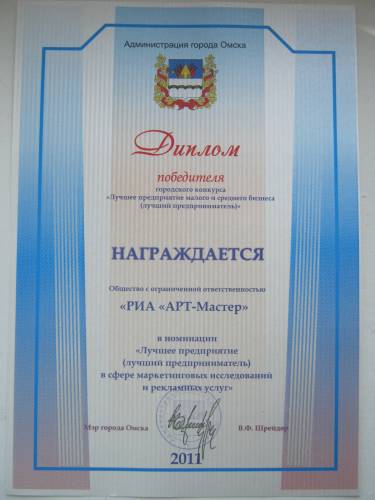 Администрация города Омска
Диплом
победителя
городского конкурса
«Лучшее предприятие малого и среднего бизнеса
(лучший предприниматель)»
НАГРАЖДАЕТСЯ
Общество с ограниченной ответственностью
«РИА «АРТ-Мастер»
в номинации
«Лучшее предприятие
(лучший предприниматель)
в сфере маркетинговых исследований
и рекламных услуг»
Мэр города Омска В.Ф. Шрейдер
2011